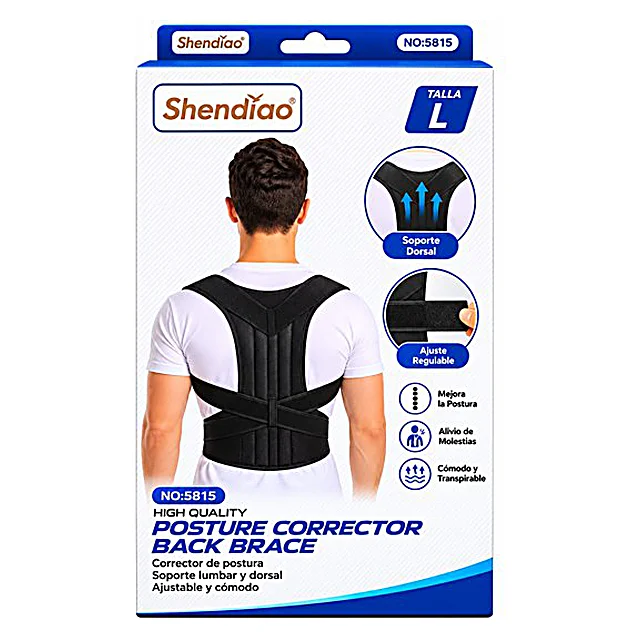 Shendiao®
NO:5815
Shendiao®
TALLA
L
Soporte
Dorsal
Ajuste
Regulable
Mejora
la Postura
Alivio de
Molestias
Cómodo y
Transpirable
NO:5815
HIGH QUALITY
POSTURE CORRECTOR
BACK BRACE
Corrector de postura
Soporte lumbar y dorsal
Ajustable y cómodo